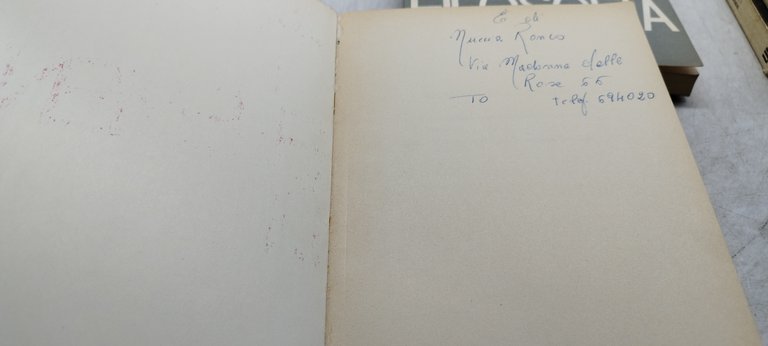 È di
Nuccia Ronco
Via Madonna delle
Rose 55
TO Telef. 694020